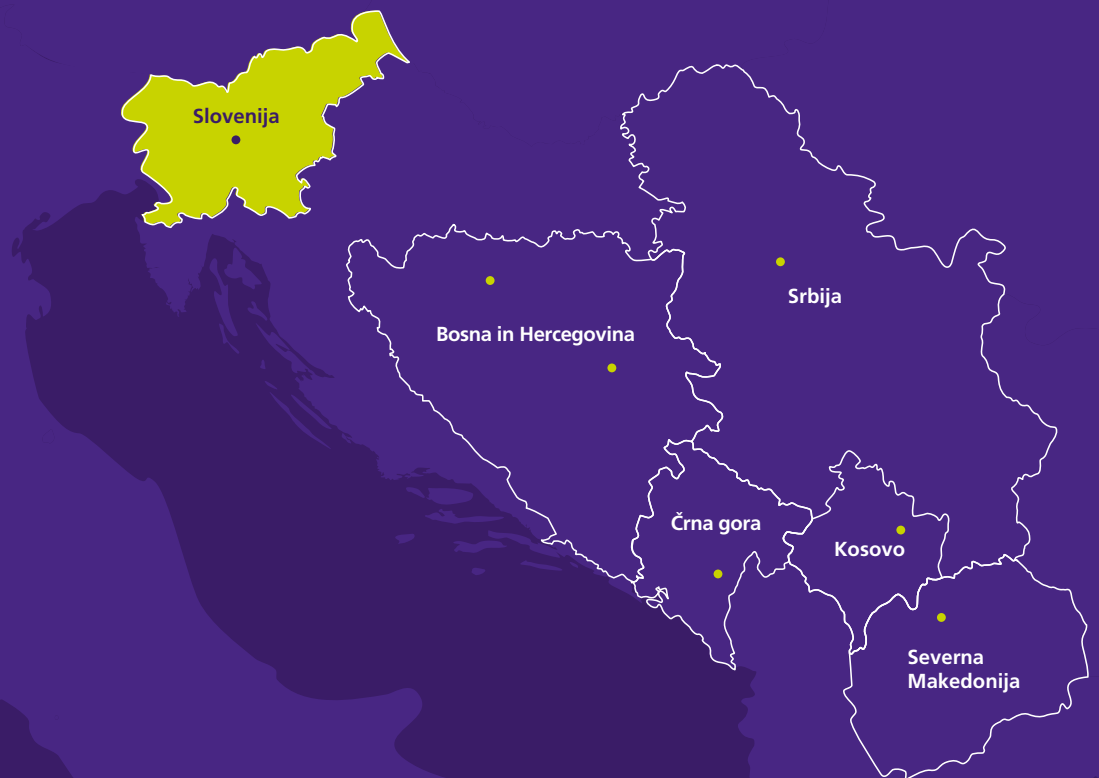 Slovenija
Srbija
Bosna in Hercegovina
Črna gora
Kosovo
Severna
Makedonija